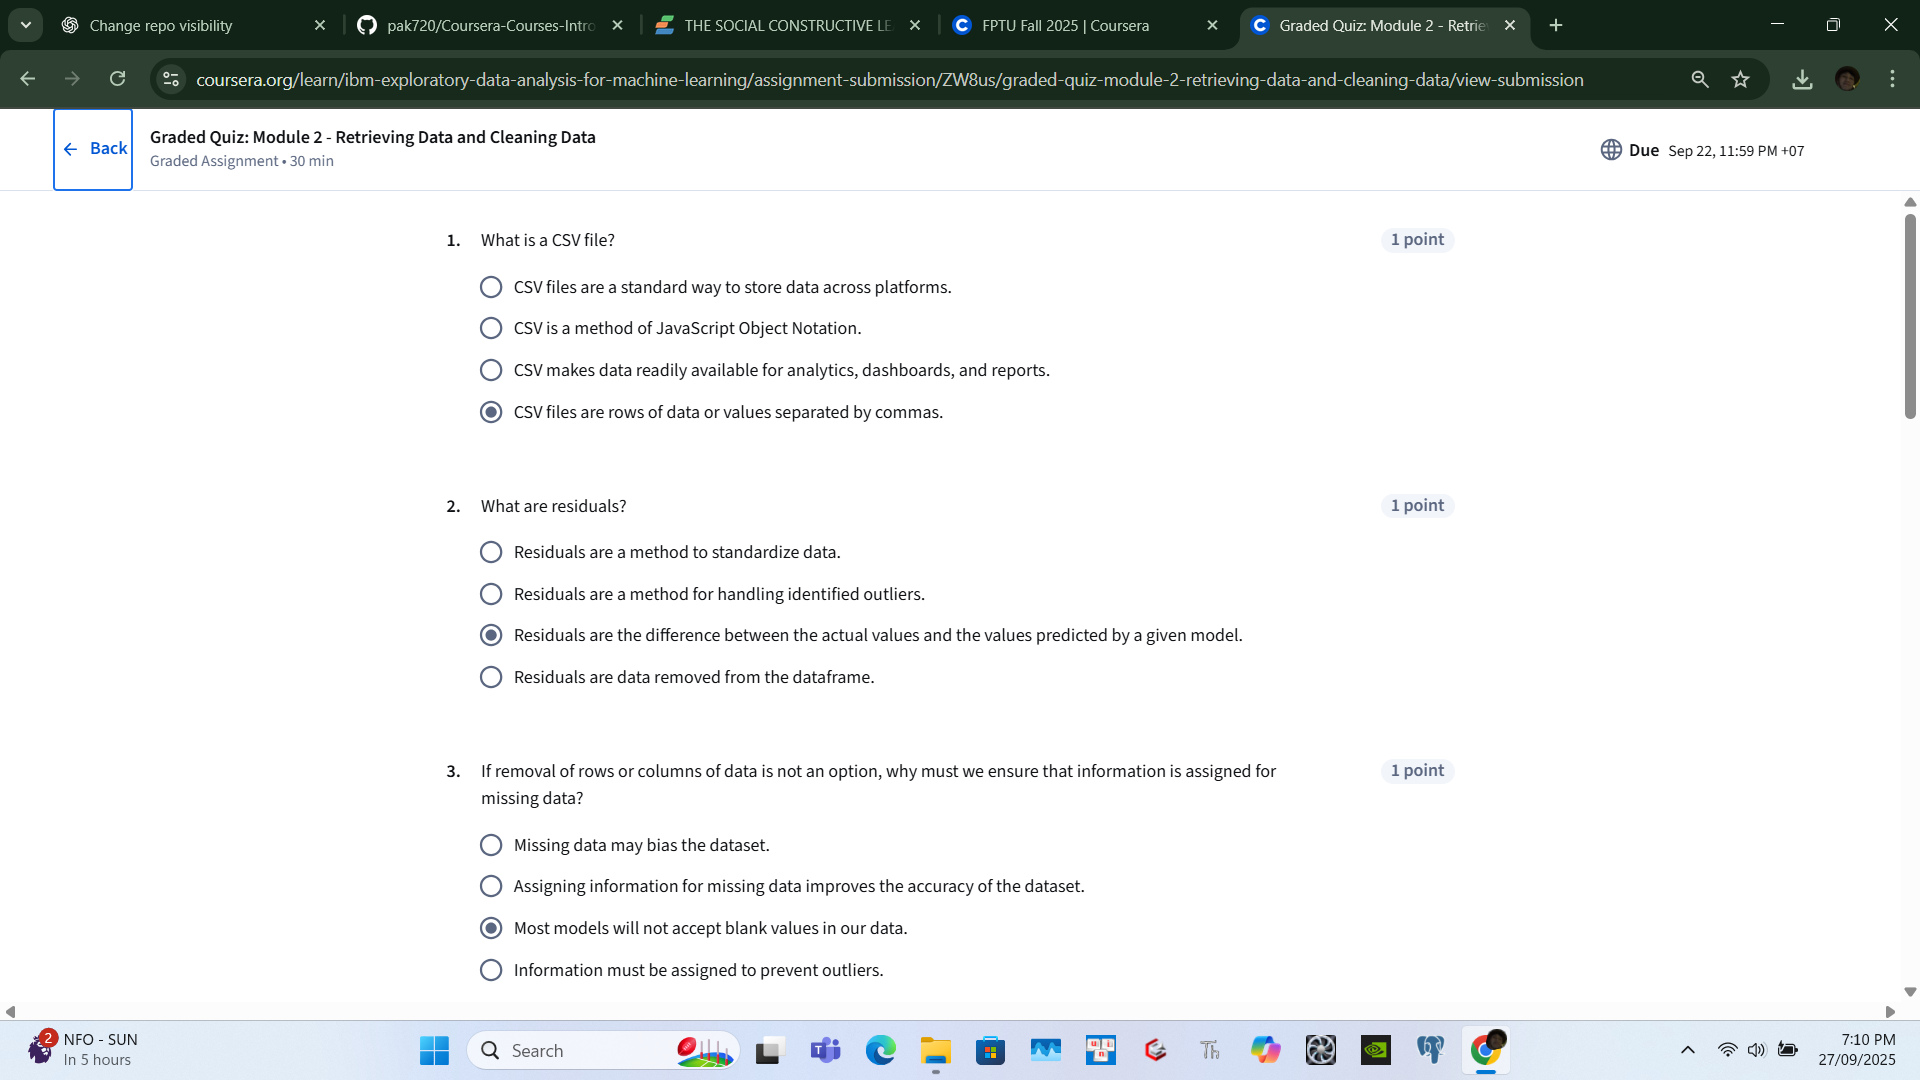 Change repo visibility
pak720/Coursera-Courses-Intro
THE SOCIAL CONSTRUCTIVE LE
FPTU Fall 2025 | Coursera
Graded Quiz: Module 2 - Retrie
coursera.org/learn/ibm-exploratory-data-analysis-for-machine-learning/assignment-submission/ZW8us/graded-quiz-module-2-retrieving-data-and-cleaning-data/view-submission
Back
Graded Quiz: Module 2 - Retrieving Data and Cleaning Data
Graded Assignment • 30 min
Due Sep 22, 11:59 PM +07
1. What is a CSV file?
1 point
CSV files are a standard way to store data across platforms.
CSV is a method of JavaScript Object Notation.
CSV makes data readily available for analytics, dashboards, and reports.
CSV files are rows of data or values separated by commas.
2. What are residuals?
1 point
Residuals are a method to standardize data.
Residuals are a method for handling identified outliers.
Residuals are the difference between the actual values and the values predicted by a given model.
Residuals are data removed from the dataframe.
3. If removal of rows or columns of data is not an option, why must we ensure that information is assigned for
missing data?
1 point
Missing data may bias the dataset.
Assigning information for missing data improves the accuracy of the dataset.
Most models will not accept blank values in our data.
Information must be assigned to prevent outliers.
2
NFO - SUN
In 5 hours
Search
Th
7:10 PM
27/09/2025